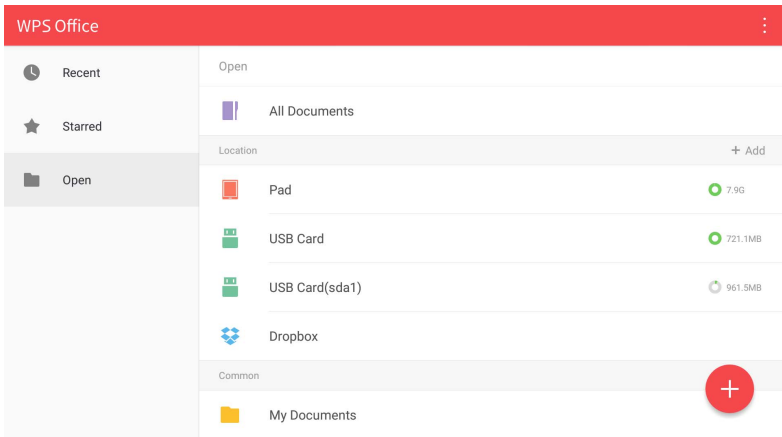 WPS Office
Recent
Starred
Open
Open
All Documents
Location
+ Add
Pad
7.9G
USB Card
721.1MB
USB Card(sda1)
961.5MB
Dropbox
Common
My Documents